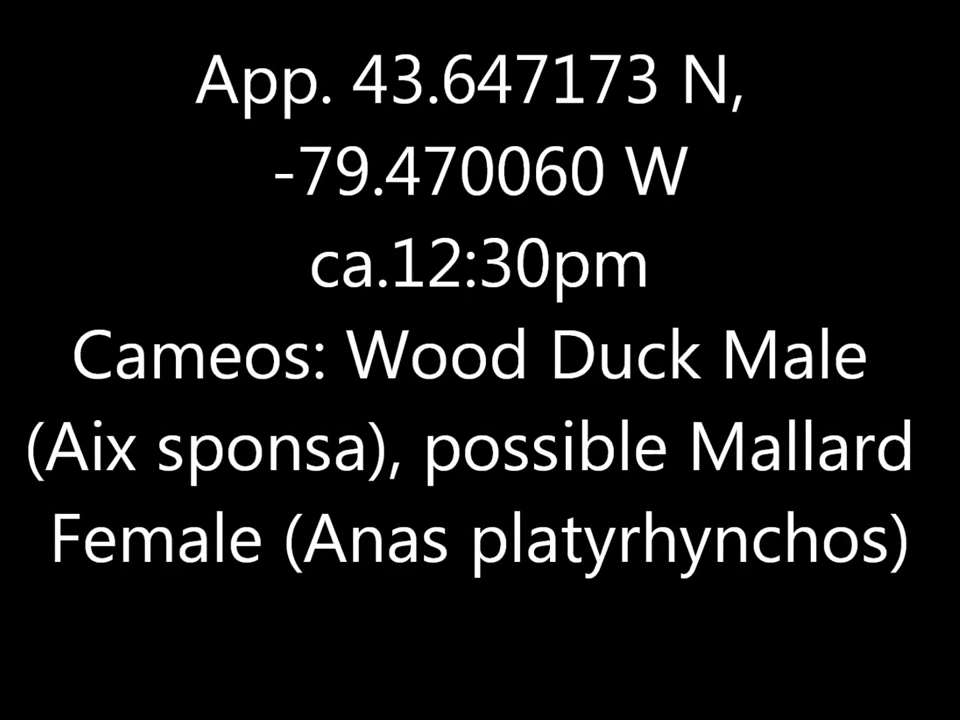 App. 43.647173 N,
-79.470060 W
ca.12:30pm
Cameos: Wood Duck Male
(Aix sponsa), possible Mallard
Female (Anas platyrhynchos)